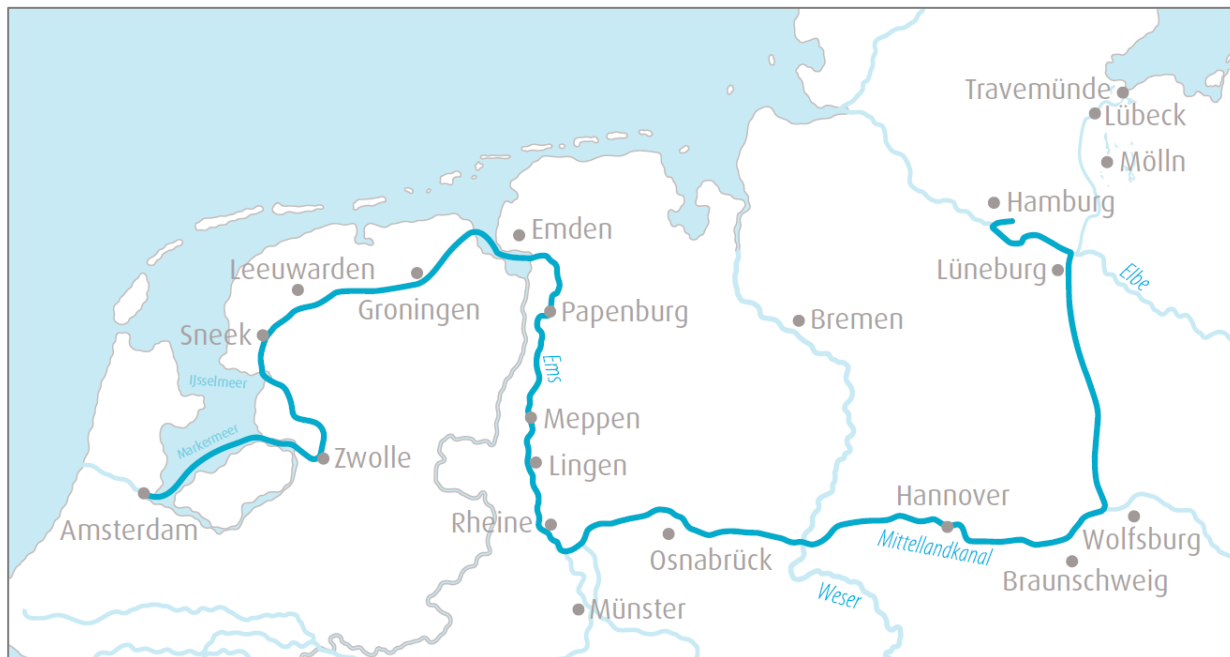 Travemünde
Lübeck
Mölln
Hamburg
Emden
Leeuwarden
Lüneburg
Elbe
Groningen
Papenburg
Bremen
Sneek
Ems
IJsselmeer
Meppen
Markermeer
Zwolle
Lingen
Hannover
Amsterdam
Rheine
Mittellandkanal
Wolfsburg
Osnabrück
Braunschweig
Weser
Münster